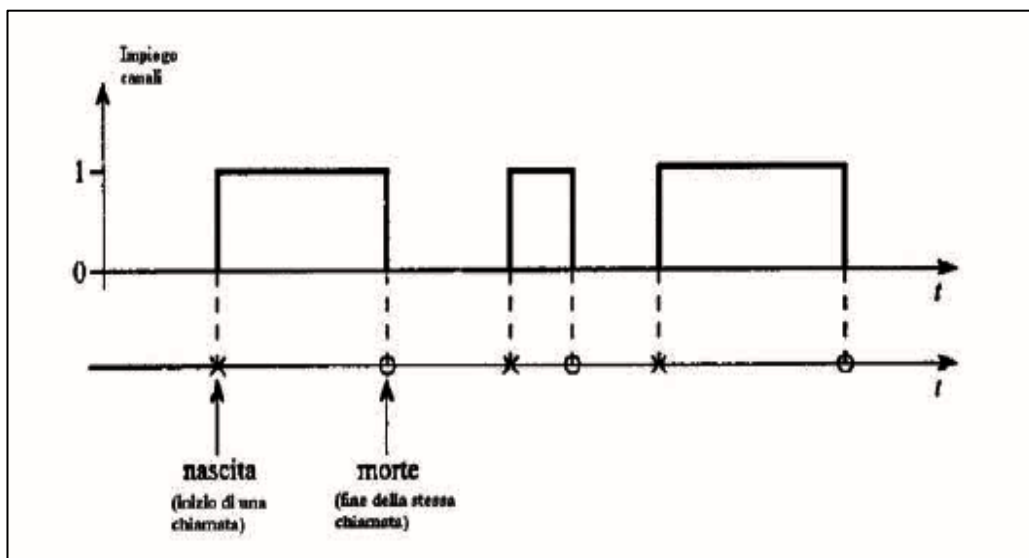 Impiego
canali
1
0
t
t
nascita
(inizio di una
chiamata)
morte
(fine della stessa
chiamata)